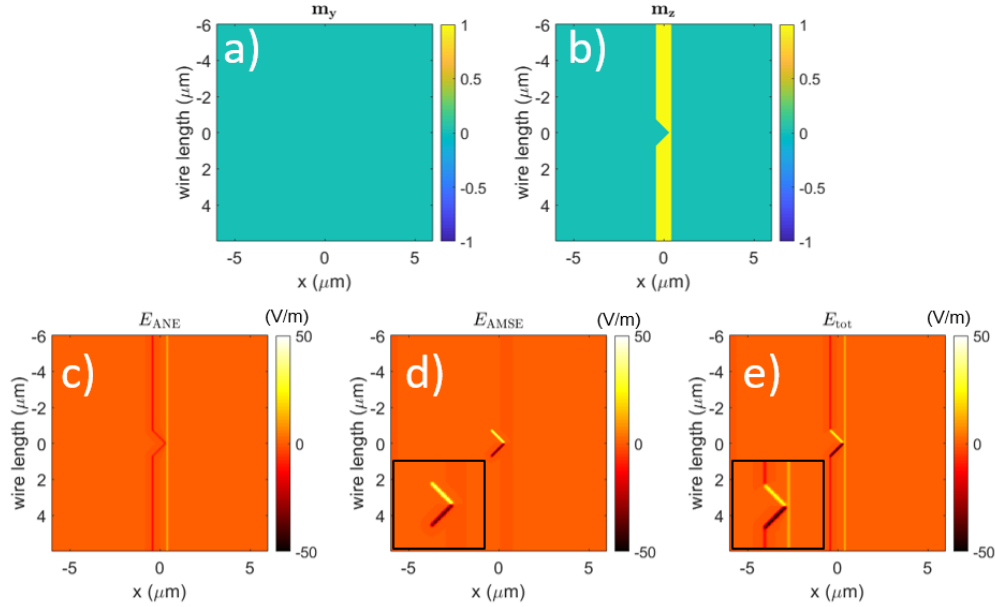 m_y
m_z
a)
b)
-6
-4
-2
0
2
4
wire length (μm)
-5
0
5
x (μm)
1
0.5
0
-0.5
-1
-6
-4
-2
0
2
4
wire length (μm)
-5
0
5
x (μm)
1
0.5
0
-0.5
-1
E_ANE
(V/m)
E_AMSE
(V/m)
E_tot
(V/m)
c)
d)
e)
-6
-4
-2
0
2
4
wire length (μm)
-5
0
5
x (μm)
50
0
-50
-6
-4
-2
0
2
4
wire length (μm)
-5
0
5
x (μm)
50
0
-50
-6
-4
-2
0
2
4
wire length (μm)
-5
0
5
x (μm)
50
0
-50